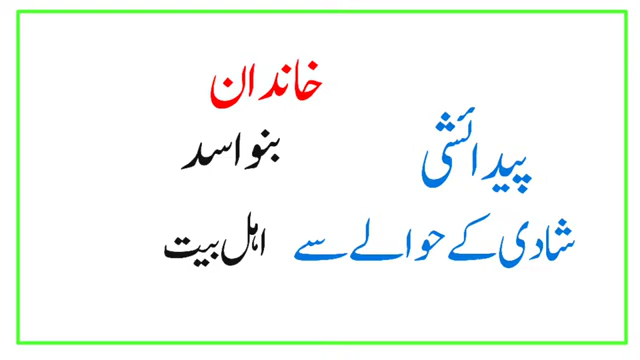 خاندان
پیدائشی بنو اسد
شادی کے حوالے سے اہل بیت